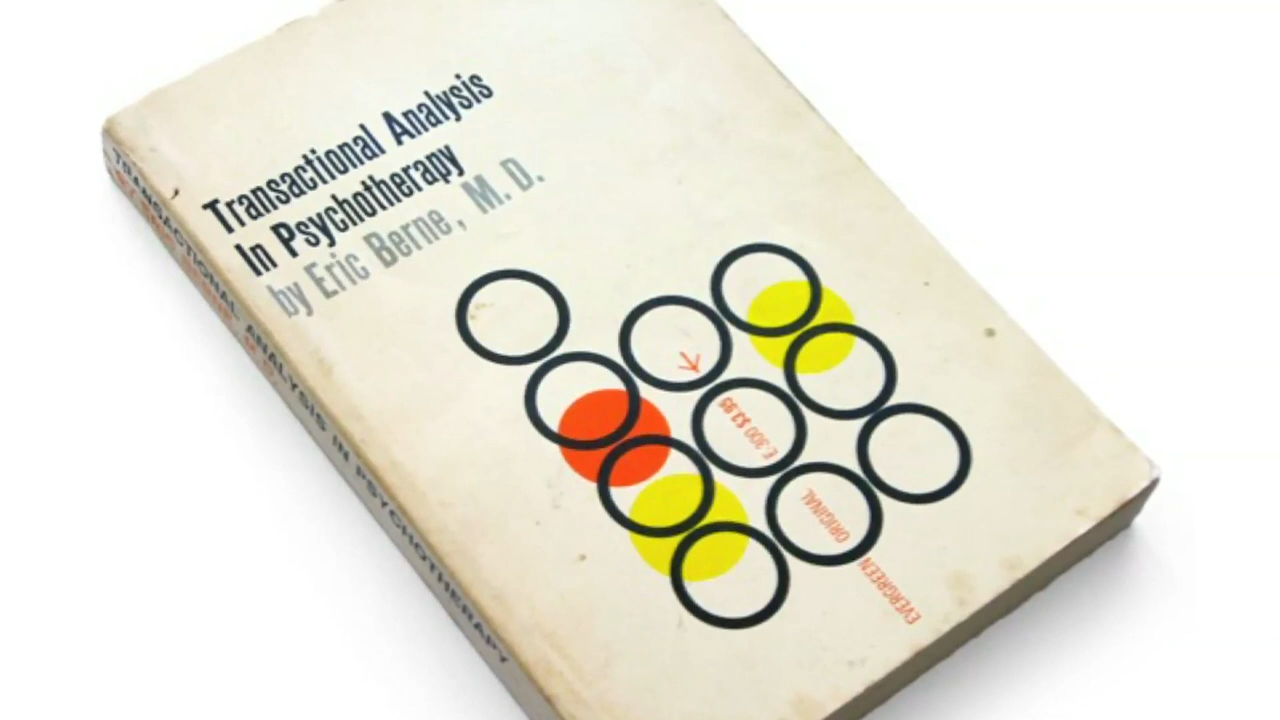 Transactional Analysis
In Psychotherapy
by Eric Berne, M. D.
E-300 $3.95
EVERGREEN ORIGINAL
TRANSACTIONAL ANALYSIS IN PSYCHOTHERAPY